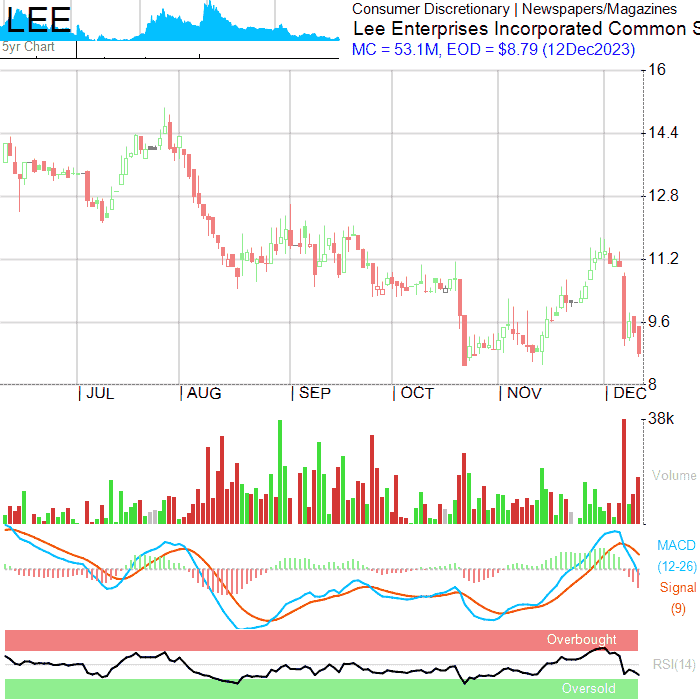 LEE
5yr Chart
Consumer Discretionary | Newspapers/Magazines
Lee Enterprises Incorporated Common S
MC = 53.1M, EOD = $8.79 (12Dec2023)
16
14.4
12.8
11.2
9.6
8
JUL AUG SEP OCT NOV DEC
38k
Volume
MACD
(12-26)
Signal
(9)
Overbought
RSI(14)
Oversold